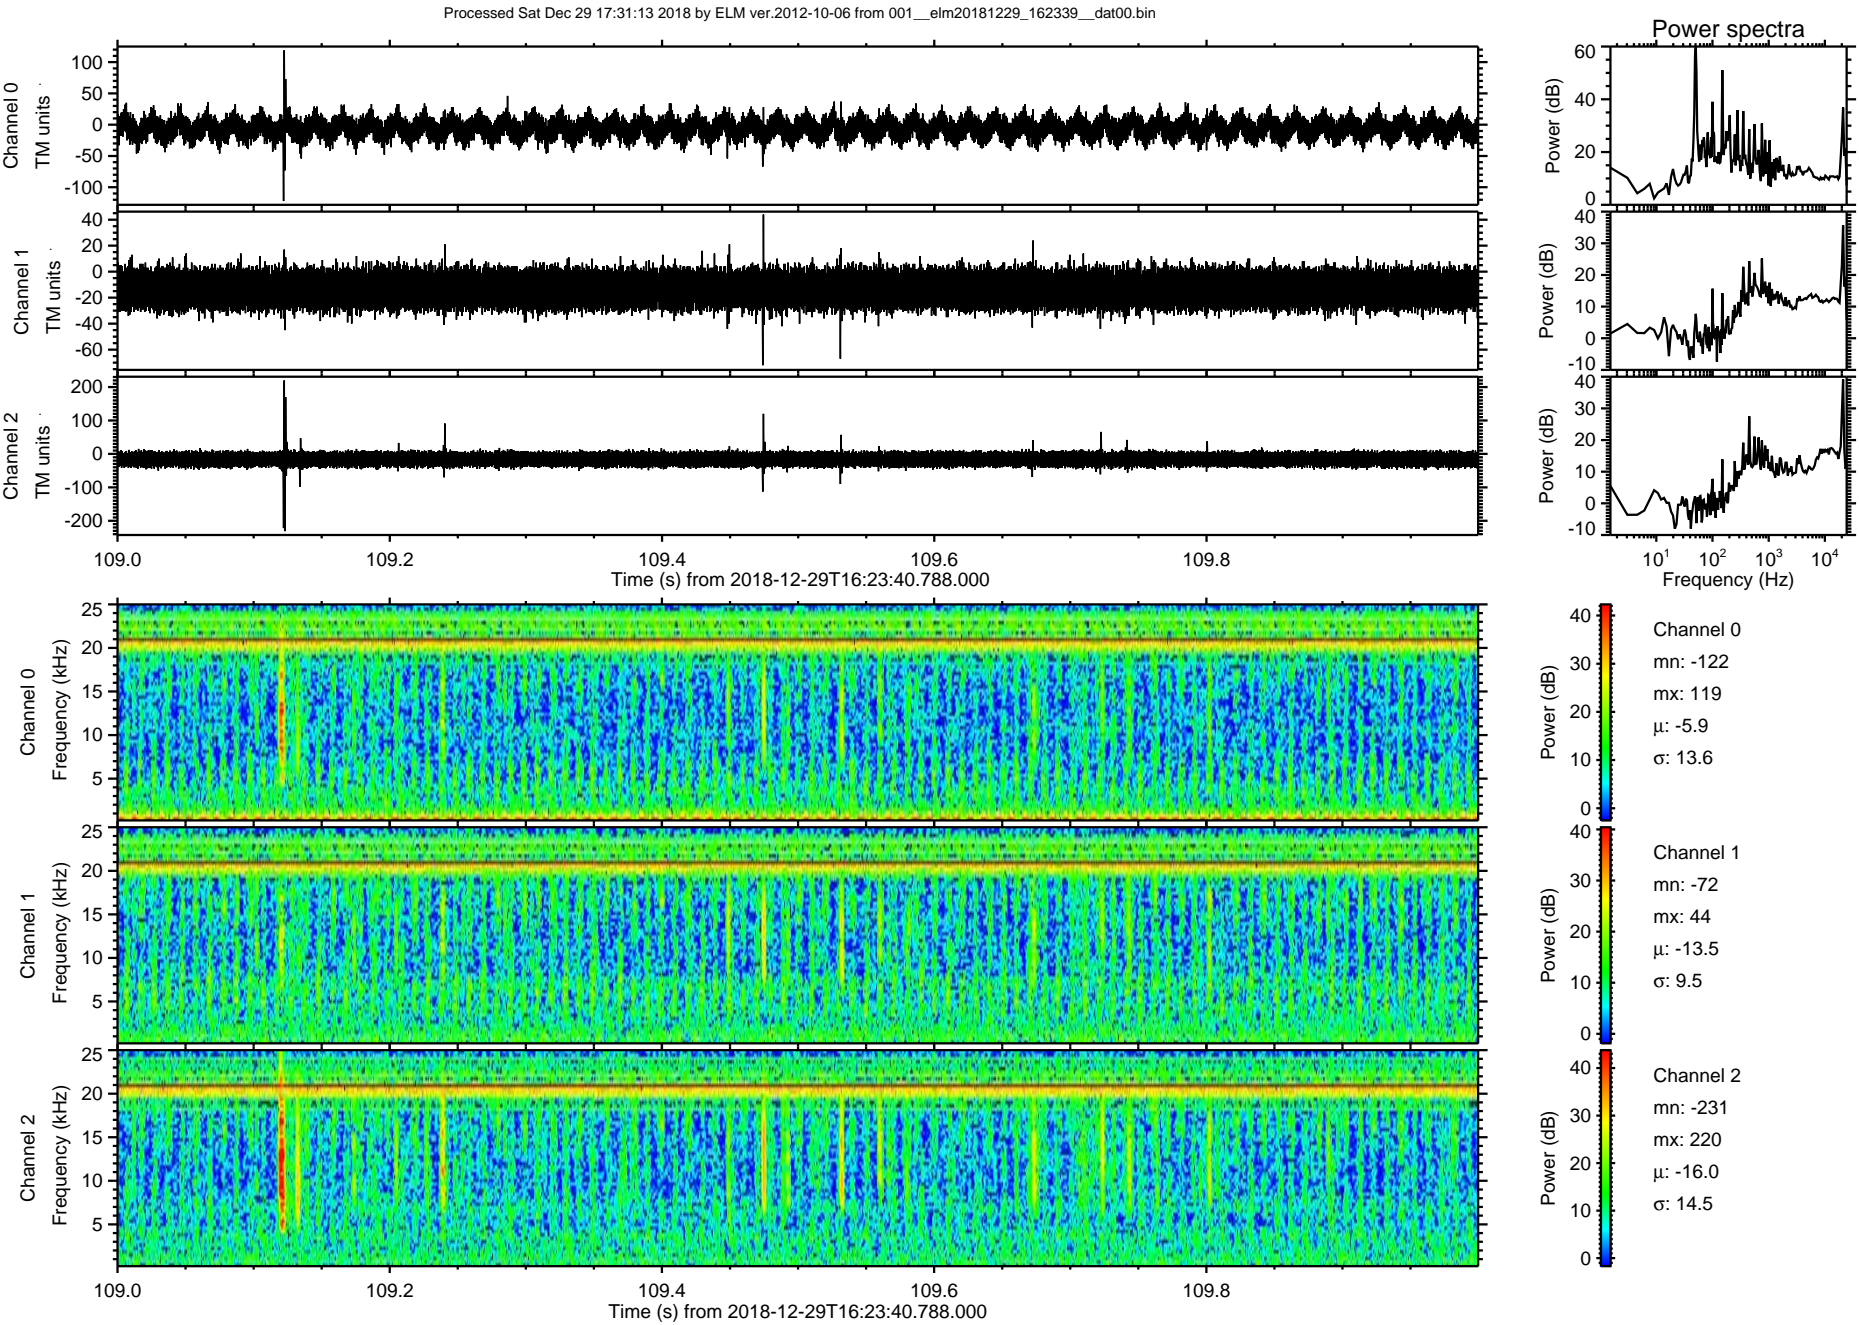 Processed Sat Dec 29 17:31:13 2018 by ELM ver.2012-10-06 from 001__elm20181229_162339__dat00.bin
Power spectra
Channel 0
TM units
100
50
0
-50
-100
Power (dB)
60
40
20
0
Channel 1
TM units
40
20
0
-20
-40
-60
Power (dB)
40
30
20
10
0
-10
Channel 2
TM units
200
100
0
-100
-200
Power (dB)
40
30
20
10
0
-10
109.0 109.2 109.4 109.6 109.8
Time (s) from 2018-12-29T16:23:40.788.000
10¹ 10² 10³ 10⁴
Frequency (Hz)
Channel 0
Frequency (kHz)
25
20
15
10
5
Power (dB)
40
30
20
10
0
Channel 0
mn: -122
mx: 119
μ: -5.9
σ: 13.6
Channel 1
Frequency (kHz)
25
20
15
10
5
Power (dB)
40
30
20
10
0
Channel 1
mn: -72
mx: 44
μ: -13.5
σ: 9.5
Channel 2
Frequency (kHz)
25
20
15
10
5
Power (dB)
40
30
20
10
0
Channel 2
mn: -231
mx: 220
μ: -16.0
σ: 14.5
109.0 109.2 109.4 109.6 109.8
Time (s) from 2018-12-29T16:23:40.788.000